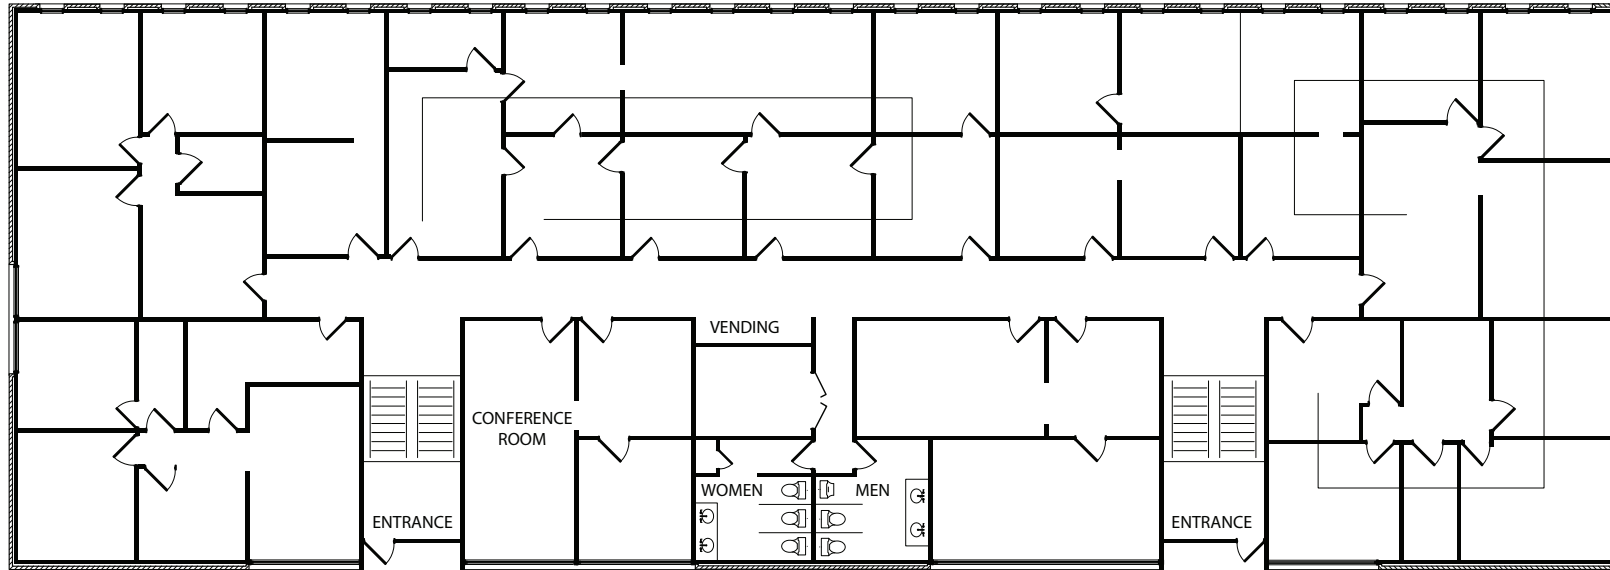 VENDING
CONFERENCE
ROOM
WOMEN
MEN
ENTRANCE
ENTRANCE